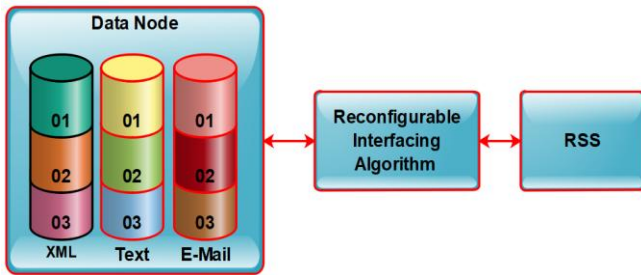 Data Node
01 01 01
02 02 02
03 03 03
XML Text E-Mail
Reconfigurable
Interfacing
Algorithm
RSS